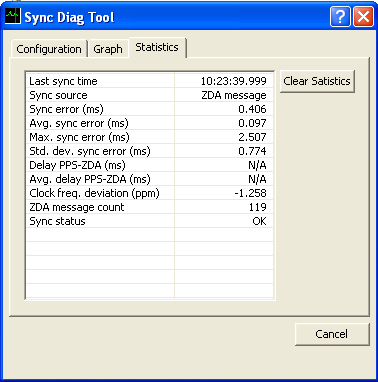 Sync Diag Tool
Configuration Graph Statistics
Last sync time 10:23:39.999
Sync source ZDA message
Sync error (ms) 0.406
Avg. sync error (ms) 0.097
Max. sync error (ms) 2.507
Std. dev. sync error (ms) 0.774
Delay PPS-ZDA (ms) N/A
Avg. delay PPS-ZDA (ms) N/A
Clock freq. deviation (ppm) -1.258
ZDA message count 119
Sync status OK
Clear Satistics
Cancel